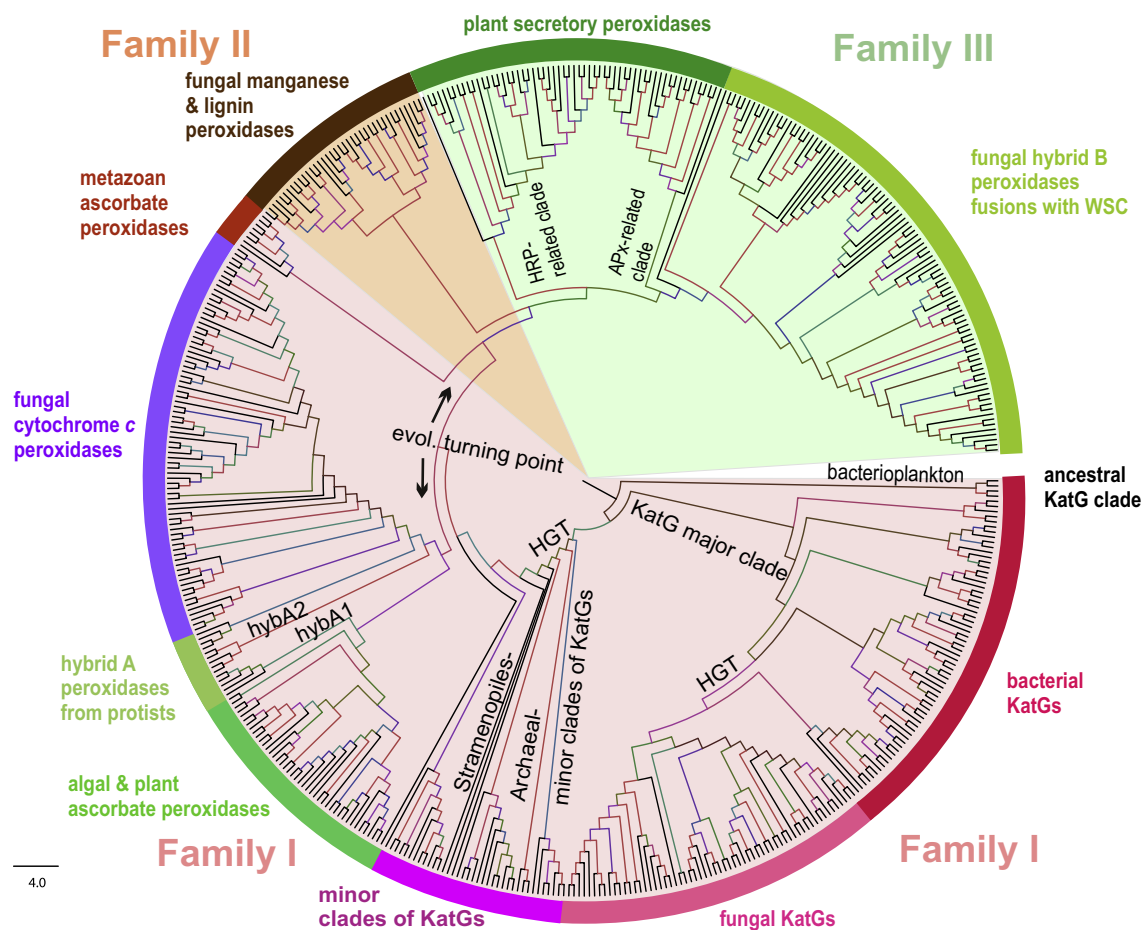 plant secretory peroxidases
Family II
Family III
fungal manganese
& lignin
peroxidases
metazoan
ascorbate
peroxidases
fungal hybrid B
peroxidases
fusions with WSC
HRP-
related clade
APx-related
clade
fungal
cytochrome c
peroxidases
evol. turning point
bacterioplankton
ancestral
KatG clade
KatG major clade
HGT
hybA2
hybA1
HGT
Stramenopiles-
Archaeal-
minor clades of KatGs
hybrid A
peroxidases
from protists
bacterial
KatGs
algal & plant
ascorbate peroxidases
Family I
Family I
4.0
minor
clades of KatGs
fungal KatGs